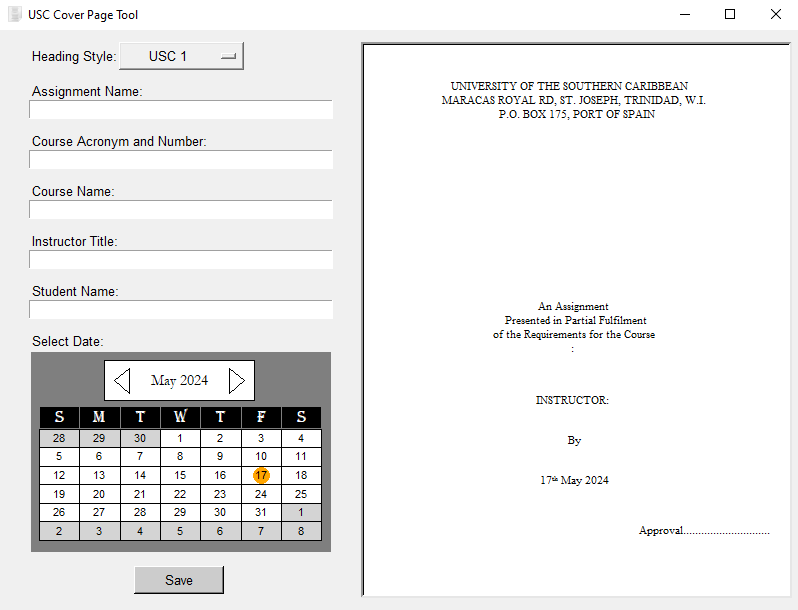 USC Cover Page Tool
Heading Style: USC 1
Assignment Name:
Course Acronym and Number:
Course Name:
Instructor Title:
Student Name:
Select Date:
May 2024
S M T W T F S
28 29 30 1 2 3 4
5 6 7 8 9 10 11
12 13 14 15 16 17 18
19 20 21 22 23 24 25
26 27 28 29 30 31 1
2 3 4 5 6 7 8
Save
UNIVERSITY OF THE SOUTHERN CARIBBEAN
MARACAS ROYAL RD, ST. JOSEPH, TRINIDAD, W.I.
P.O. BOX 175, PORT OF SPAIN
An Assignment
Presented in Partial Fulfilment
of the Requirements for the Course
:
INSTRUCTOR:
By
17th May 2024
Approval..............................